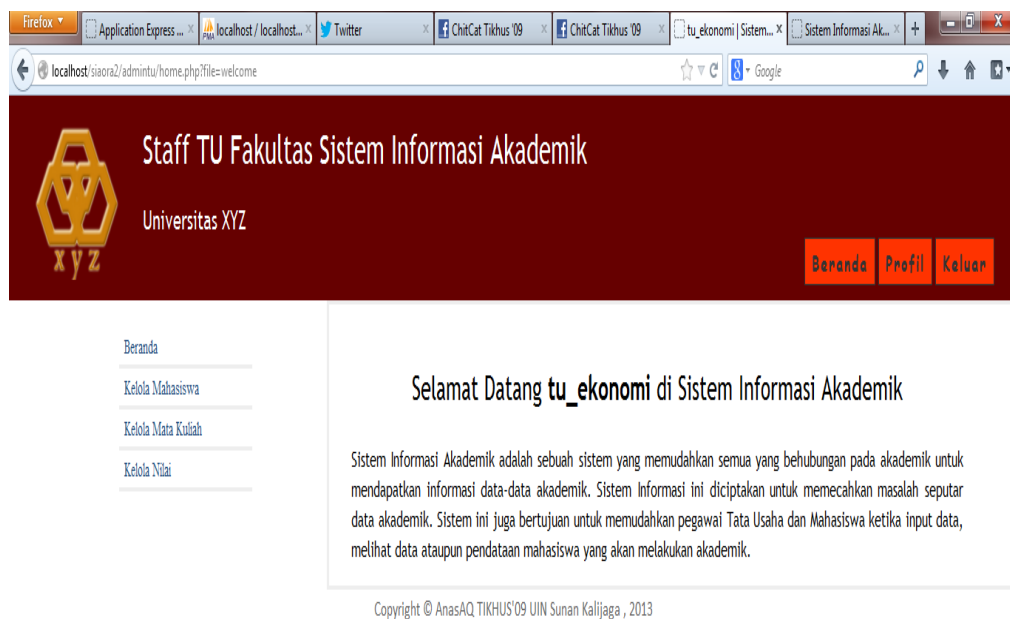 Firefox
Application Express ...
localhost / localhost...
Twitter
ChitCat Tikhus '09
ChitCat Tikhus '09
tu_ekonomi | Sistem...
Sistem Informasi Ak...
localhost/siaora2/admintu/home.php?file=welcome
Google
Staff TU Fakultas Sistem Informasi Akademik
Universitas XYZ
x y z
Beranda Profil Keluar
Beranda
Kelola Mahasiswa
Kelola Mata Kuliah
Kelola Nilai
Selamat Datang tu_ekonomi di Sistem Informasi Akademik
Sistem Informasi Akademik adalah sebuah sistem yang memudahkan semua yang behubungan pada akademik untuk
mendapatkan informasi data-data akademik. Sistem Informasi ini diciptakan untuk memecahkan masalah seputar
data akademik. Sistem ini juga bertujuan untuk memudahkan pegawai Tata Usaha dan Mahasiswa ketika input data,
melihat data ataupun pendataan mahasiswa yang akan melakukan akademik.
Copyright © AnasAQ TIKHUS'09 UIN Sunan Kalijaga , 2013